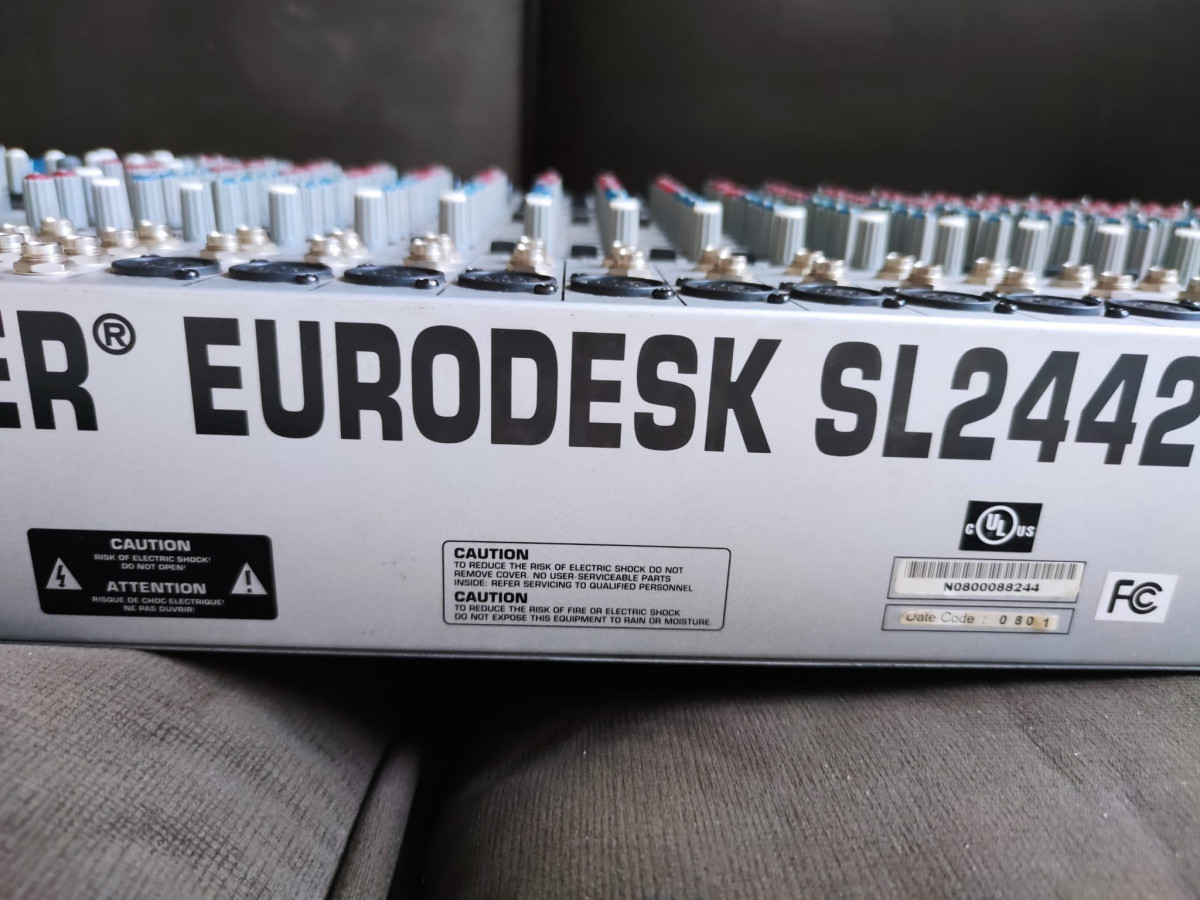 ER® EURODESK SL2442
CAUTION
RISK OF ELECTRIC SHOCK!
DO NOT OPEN!
ATTENTION
RISQUE DE CHOC ELECTRIQUE!
NE PAS OUVRIR!
CAUTION
TO REDUCE THE RISK OF ELECTRIC SHOCK DO NOT
REMOVE COVER. NO USER-SERVICEABLE PARTS
INSIDE: REFER SERVICING TO QUALIFIED PERSONNEL
CAUTION
TO REDUCE THE RISK OF FIRE OR ELECTRIC SHOCK
DO NOT EXPOSE THIS EQUIPMENT TO RAIN OR MOISTURE.
C UL US
N0800088244
Date Code : 0801
FC